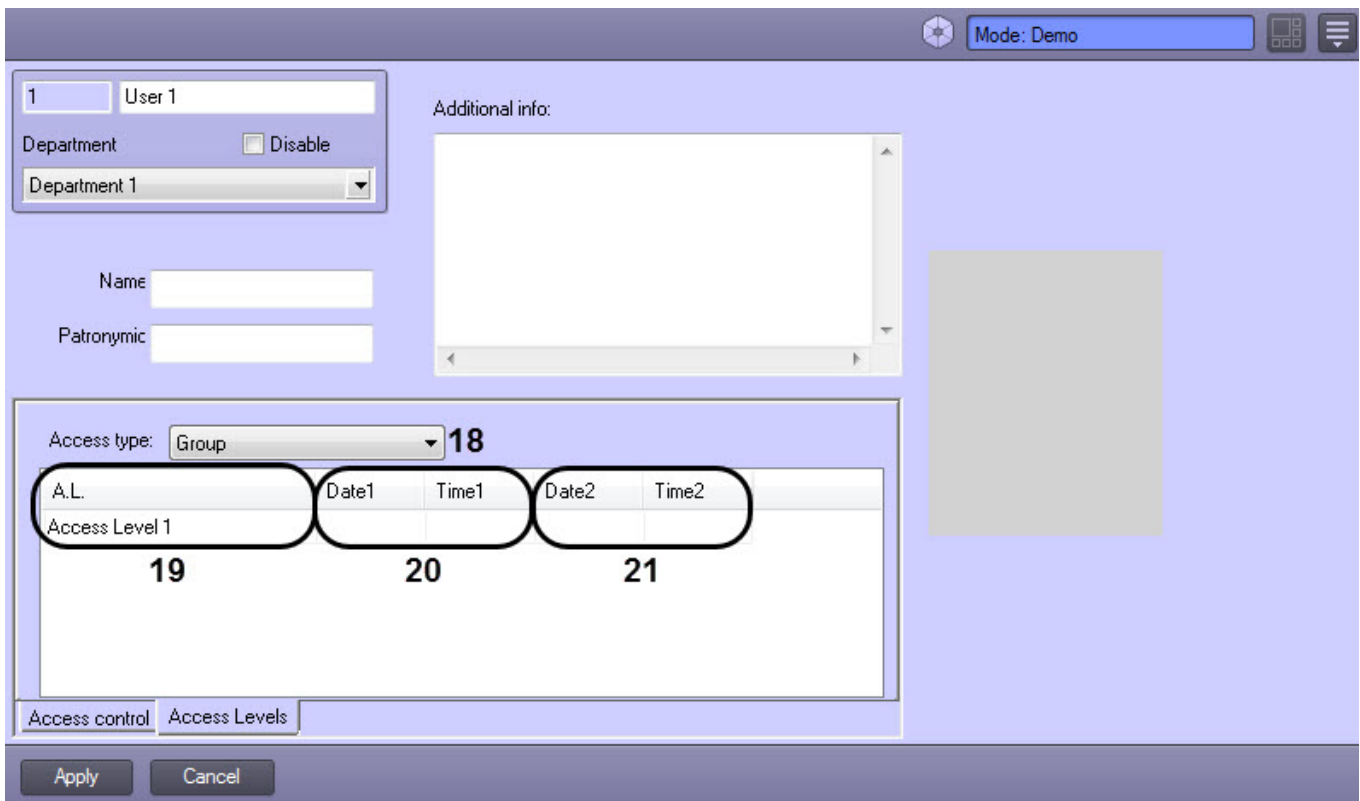 Mode: Demo
1 User 1
Department Disable
Department 1
Name
Patronymic
Additional info:
Access type: Group 18
A.L. Date1 Time1 Date2 Time2
Access Level 1
19 20 21
Access control Access Levels
Apply Cancel